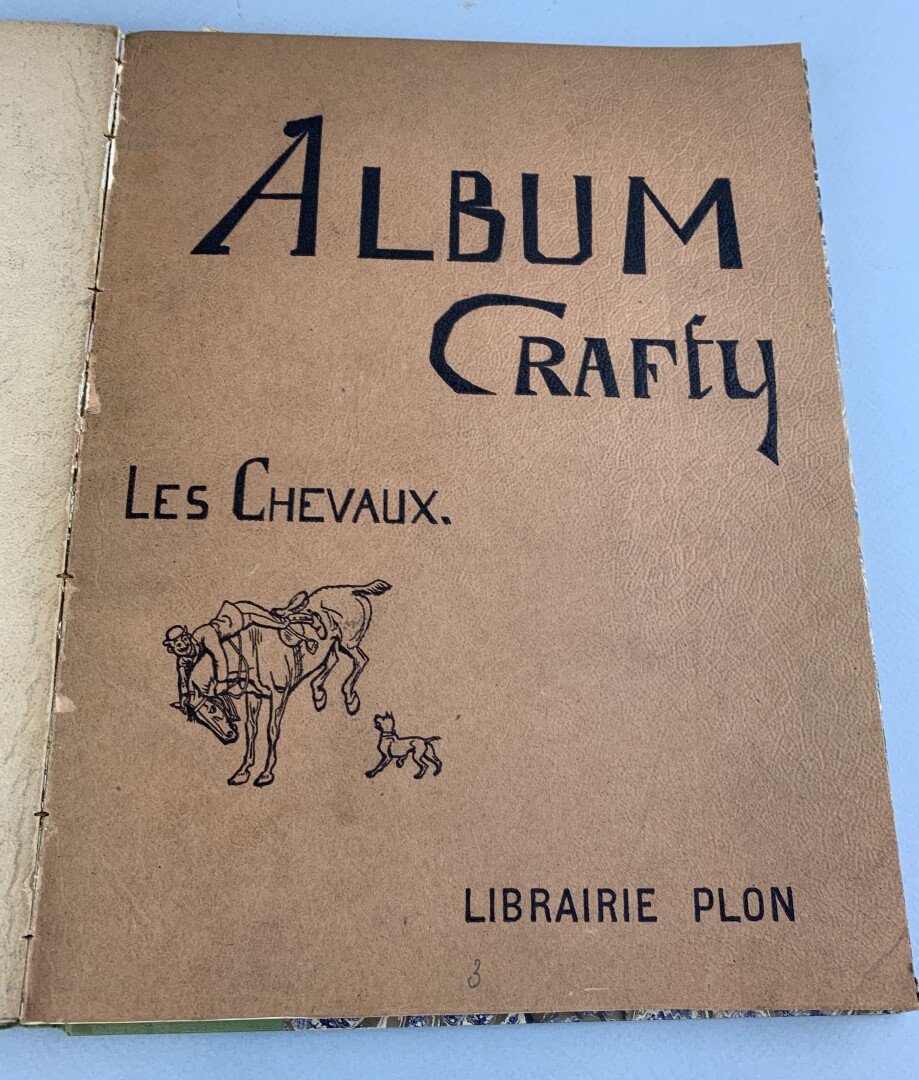 ALBUM
CRAFty
LES CHEVAUX.
LIBRAIRIE PLON
3